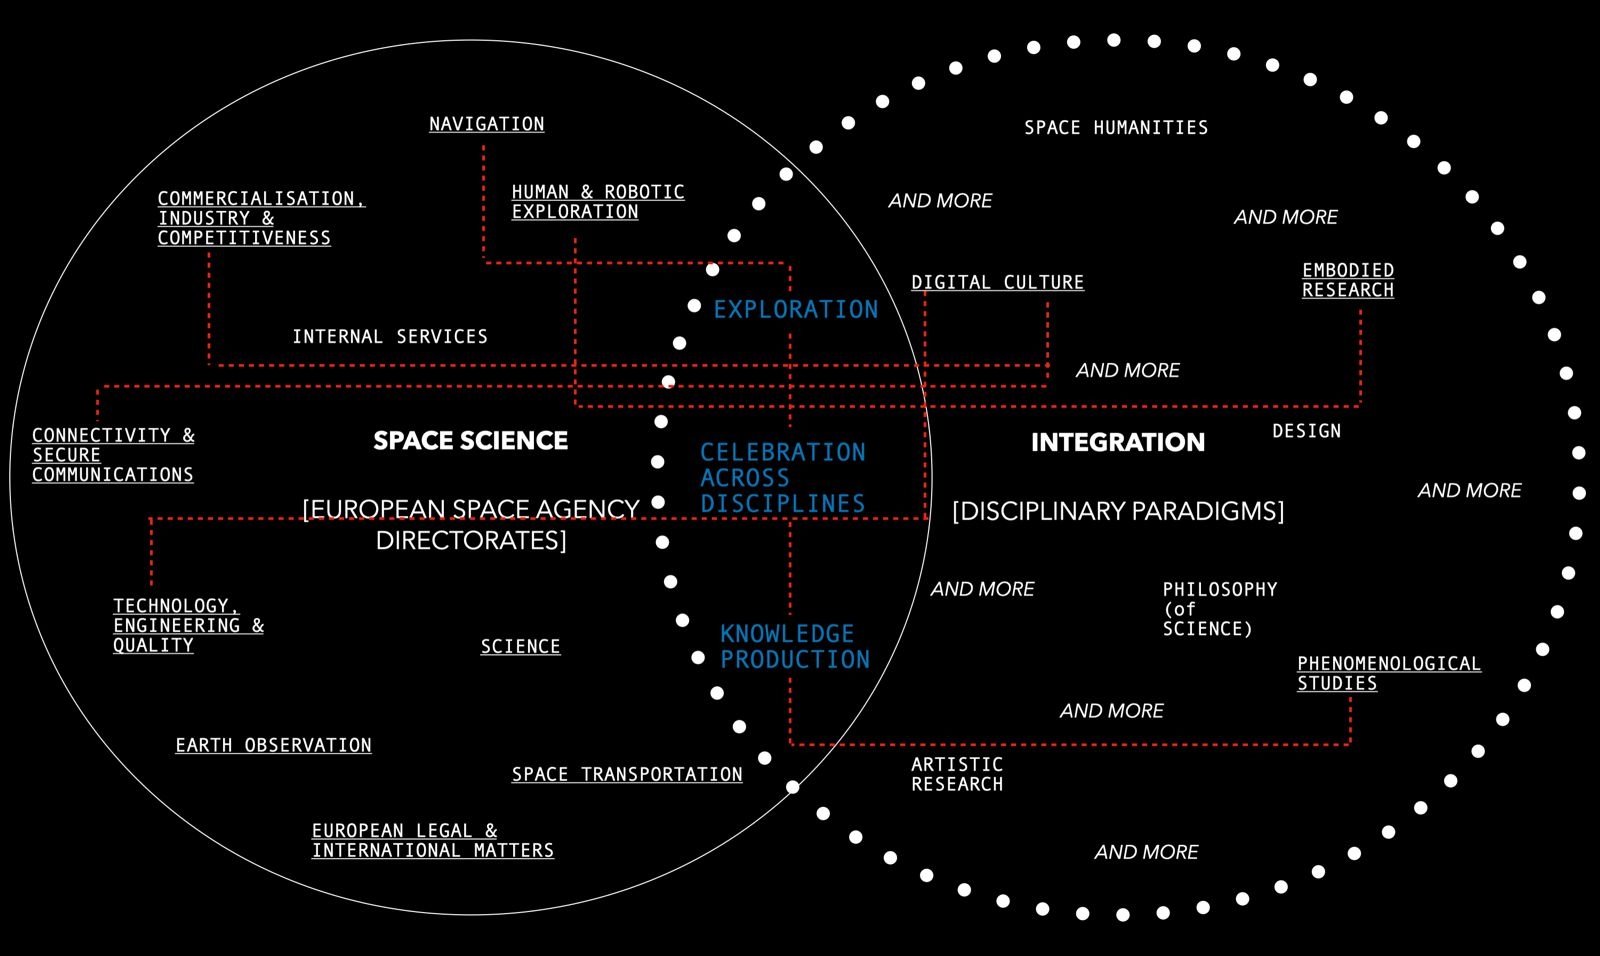 NAVIGATION
COMMERCIALISATION,
INDUSTRY &
COMPETITIVENESS
HUMAN & ROBOTIC
EXPLORATION
INTERNAL SERVICES
CONNECTIVITY &
SECURE
COMMUNICATIONS
SPACE SCIENCE
[EUROPEAN SPACE AGENCY
DIRECTORATES]
TECHNOLOGY,
ENGINEERING &
QUALITY
SCIENCE
EARTH OBSERVATION
SPACE TRANSPORTATION
EUROPEAN LEGAL &
INTERNATIONAL MATTERS
EXPLORATION
CELEBRATION
ACROSS
DISCIPLINES
KNOWLEDGE
PRODUCTION
SPACE HUMANITIES
AND MORE
AND MORE
DIGITAL CULTURE
EMBODIED
RESEARCH
AND MORE
DESIGN
INTEGRATION
[DISCIPLINARY PARADIGMS]
AND MORE
AND MORE
PHILOSOPHY
(of
SCIENCE)
PHENOMENOLOGICAL
STUDIES
AND MORE
ARTISTIC
RESEARCH
AND MORE